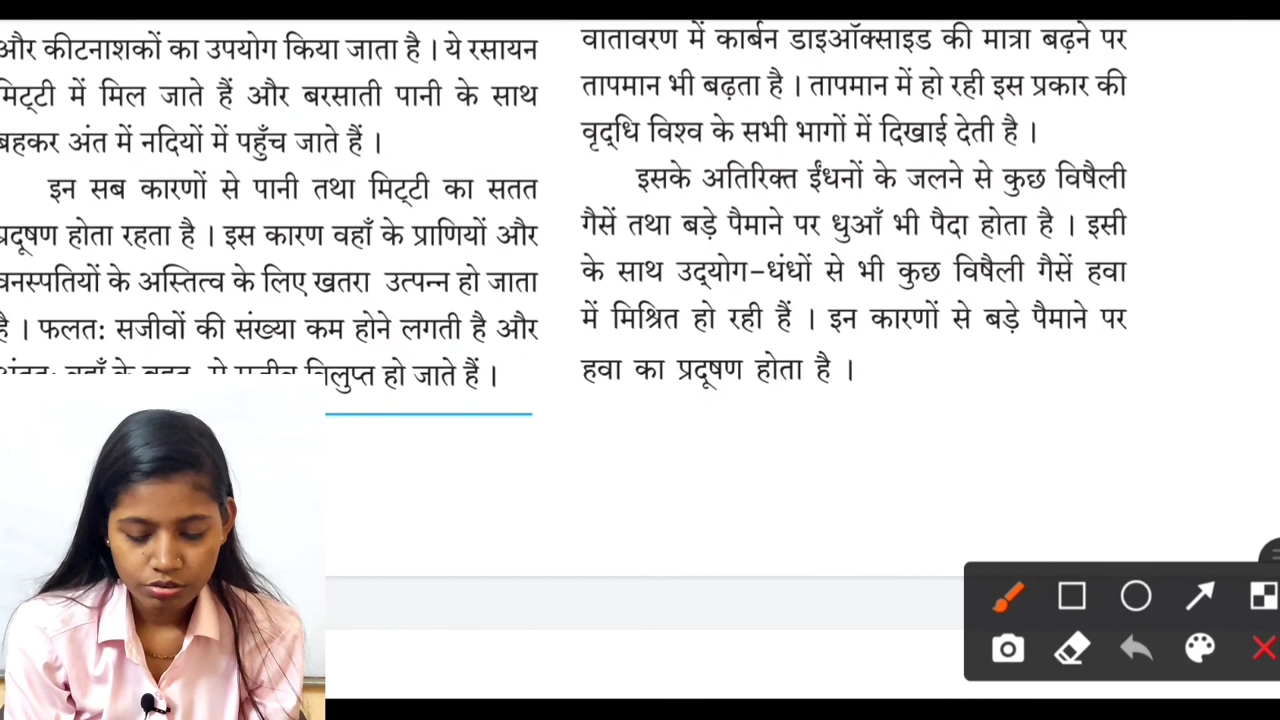 और कीटनाशकों का उपयोग किया जाता है । ये रसायन
मिट्‌टी में मिल जाते हैं और बरसाती पानी के साथ
बहकर अंत में नदियों में पहुँच जाते हैं ।
इन सब कारणों से पानी तथा मिट्‌टी का सतत
प्रदूषण होता रहता है । इस कारण वहाँ के प्राणियों और
वनस्पतियों के अस्तित्व के लिए खतरा उत्पन्न हो जाता
है । फलत: सजीवों की संख्या कम होने लगती है और
विलुप्त हो जाते हैं ।
वातावरण में कार्बन डाइऑक्साइड की मात्रा बढ़ने पर
तापमान भी बढ़ता है । तापमान में हो रही इस प्रकार की
वृद्‌धि विश्‍व के सभी भागों में दिखाई देती है ।
इसके अतिरिक्त ईंधनों के जलने से कुछ विषैली
गैसें तथा बड़े पैमाने पर धुआँ भी पैदा होता है । इसी
के साथ उद्‌योग-धंधों से भी कुछ विषैली गैसें हवा
में मिश्रित हो रही हैं । इन कारणों से बड़े पैमाने पर
हवा का प्रदूषण होता है ।